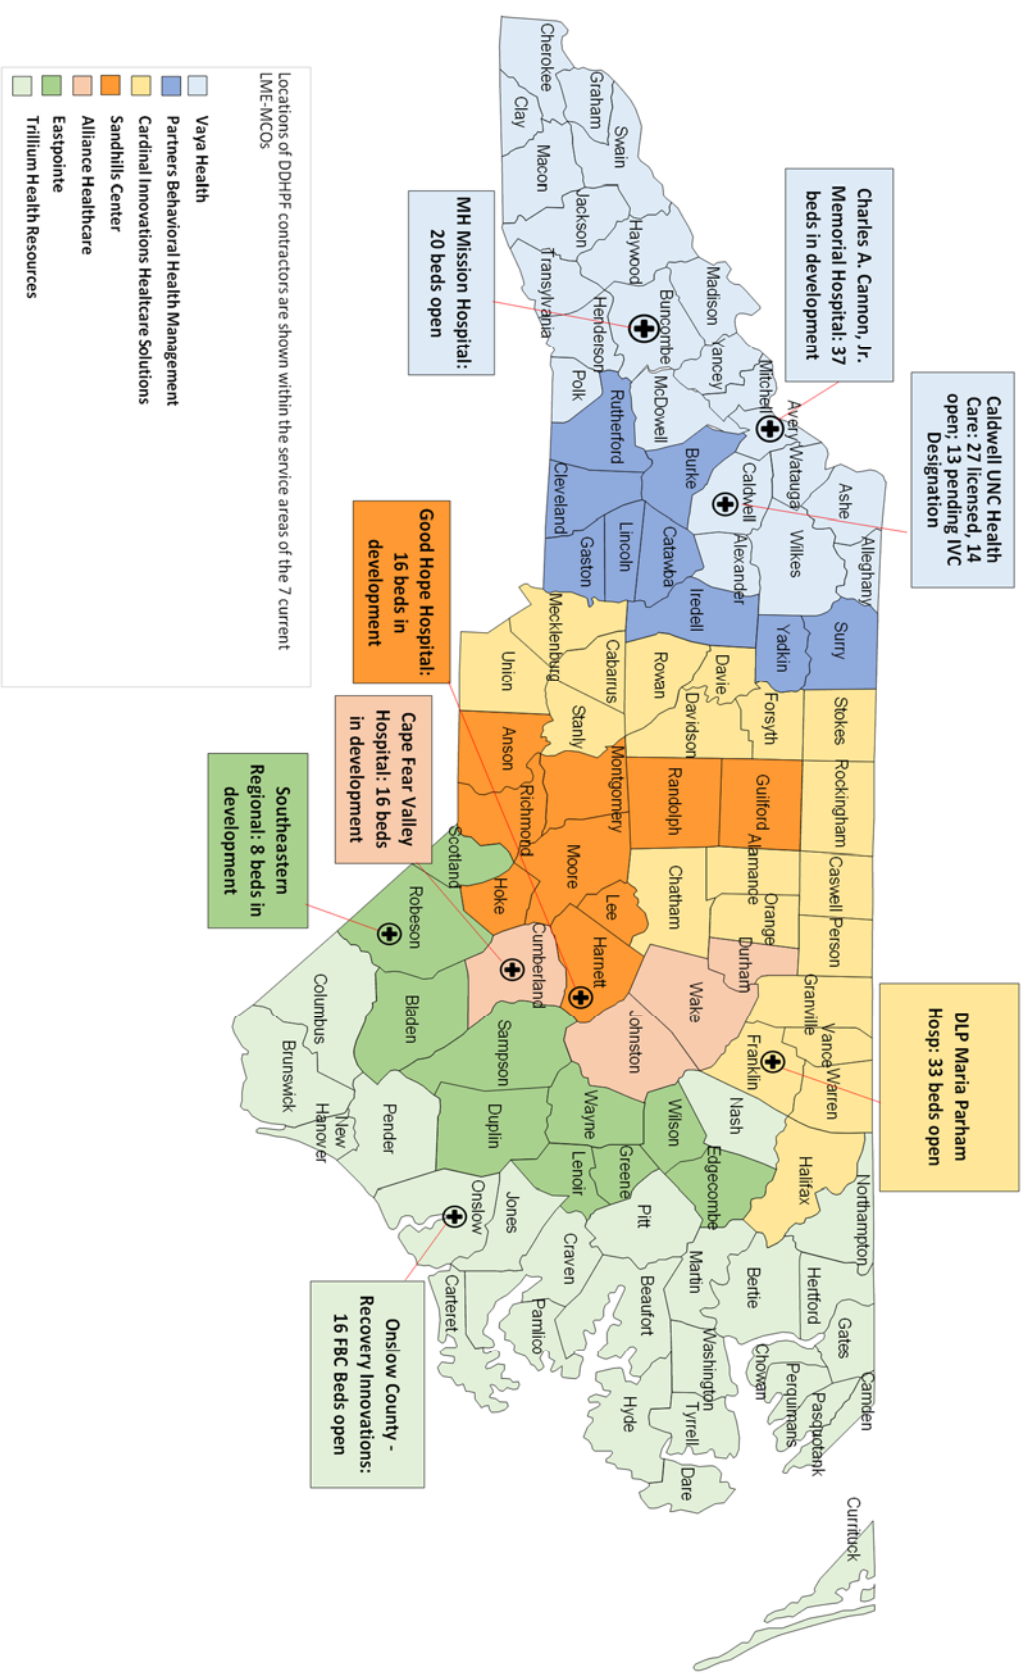 Caldwell UNC Health
Care: 27 licensed, 14
open; 13 pending IVC
Designation
Charles A. Cannon, Jr.
Memorial Hospital: 37
beds in development
DLP Maria Parham
Hosp: 33 beds open
MH Mission Hospital:
20 beds open
Good Hope Hospital:
16 beds in
development
Cape Fear Valley
Hospital: 16 beds
in development
Southeastern
Regional: 8 beds in
development
Onslow County -
Recovery Innovations:
16 FBC Beds open
Cherokee
Graham
Clay
Swain
Macon
Jackson
Haywood
Transylvania
Madison
Buncombe
Henderson
Yancey
Mitchell
Avery
McDowell
Polk
Rutherford
Burke
Cleveland
Watauga
Caldwell
Ashe
Alleghany
Wilkes
Alexander
Catawba
Lincoln
Gaston
Iredell
Surry
Yadkin
Mecklenburg
Cabarrus
Union
Rowan
Davie
Davidson
Forsyth
Stokes
Stanly
Anson
Montgomery
Richmond
Randolph
Guilford
Rockingham
Alamance
Caswell
Moore
Scotland
Hoke
Lee
Chatham
Orange
Person
Durham
Harnett
Cumberland
Robeson
Wake
Granville
Vance
Warren
Franklin
Johnston
Sampson
Bladen
Columbus
Brunswick
New
Hanover
Pender
Duplin
Wayne
Wilson
Nash
Halifax
Edgecombe
Greene
Lenoir
Northampton
Pitt
Jones
Onslow
Craven
Martin
Bertie
Hertford
Gates
Beaufort
Pamlico
Carteret
Washington
Chowan
Perquimans
Pasquotank
Camden
Tyrrell
Hyde
Dare
Currituck
Locations of DDHPF contractors are shown within the service areas of the 7 current
LME-MCOs
Vaya Health
Partners Behavioral Health Management
Cardinal Innovations Healtcare Solutions
Sandhills Center
Alliance Healthcare
Eastpointe
Trillium Health Resources